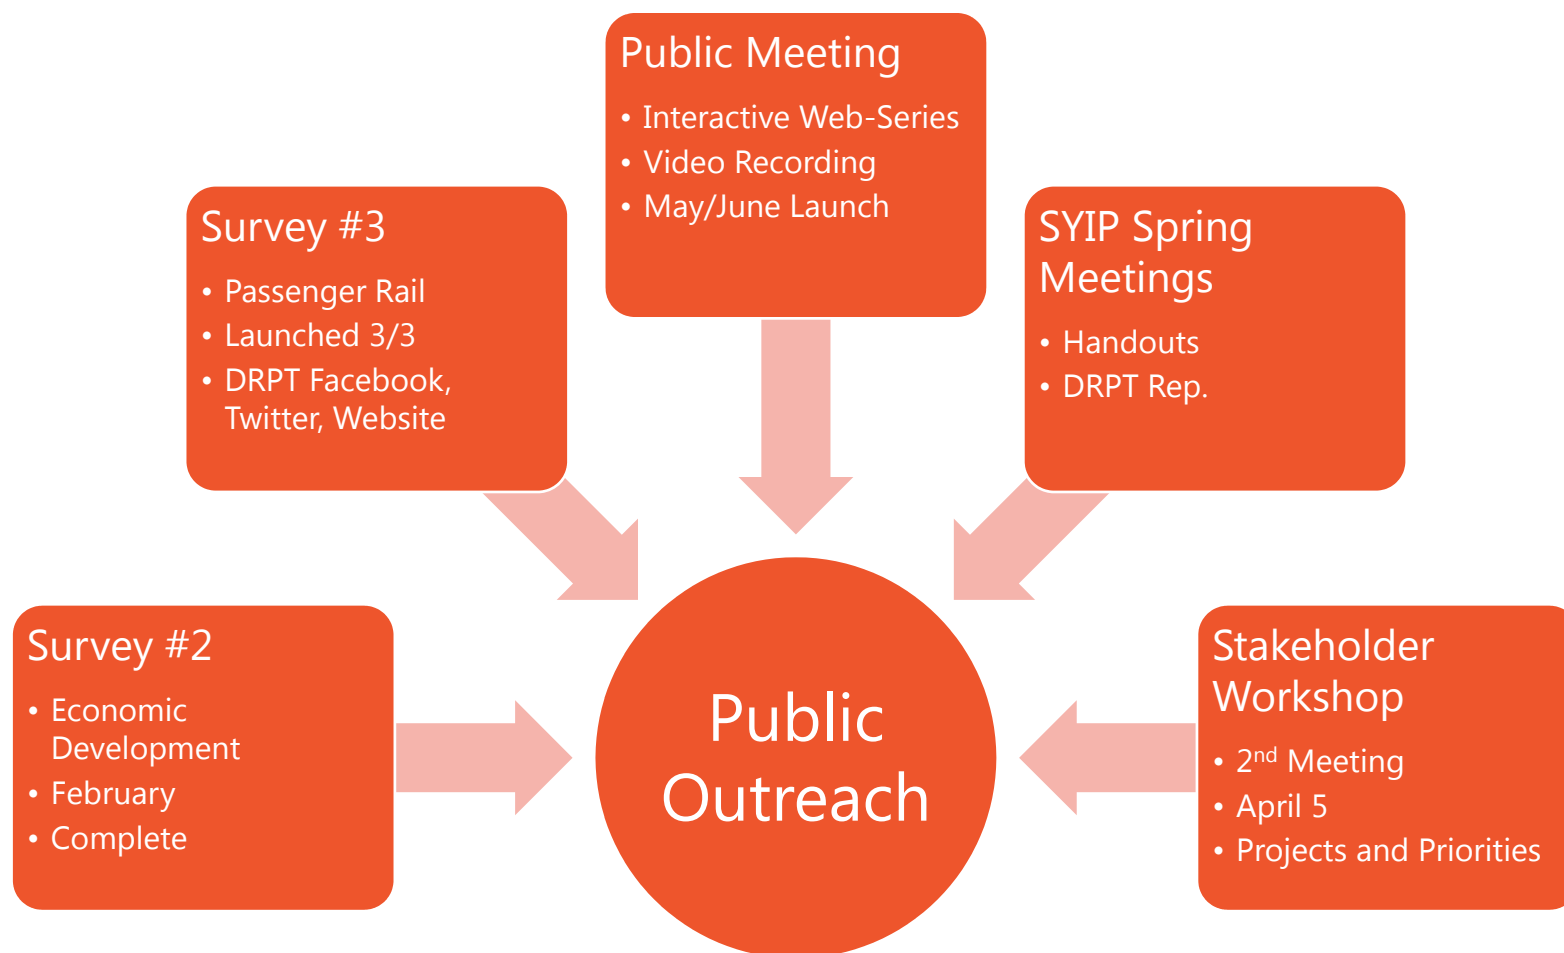 Public Meeting
• Interactive Web-Series
• Video Recording
• May/June Launch
Survey #3
• Passenger Rail
• Launched 3/3
• DRPT Facebook,
Twitter, Website
SYIP Spring
Meetings
• Handouts
• DRPT Rep.
Survey #2
• Economic
Development
• February
• Complete
Stakeholder
Workshop
• 2nd Meeting
• April 5
• Projects and Priorities
Public
Outreach